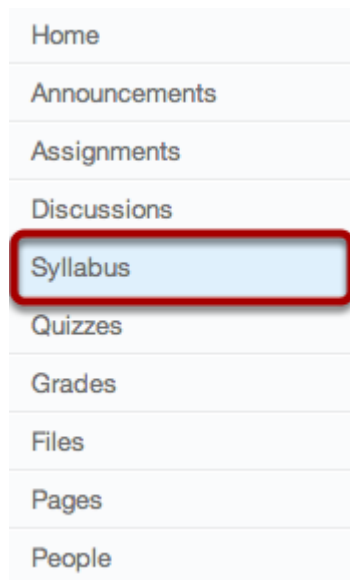 Home
Announcements
Assignments
Discussions
Syllabus
Quizzes
Grades
Files
Pages
People